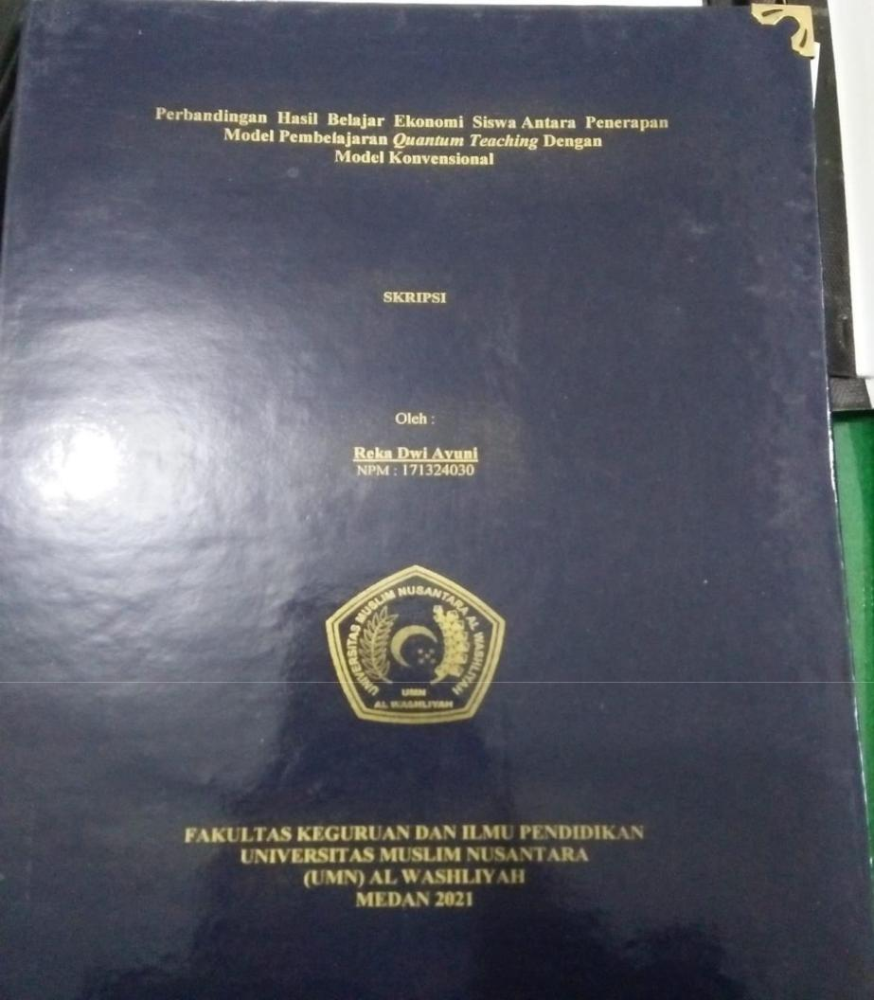 Perbandingan Hasil Belajar Ekonomi Siswa Antara Penerapan
Model Pembelajaran Quantum Teaching Dengan
Model Konvensional
SKRIPSI
Oleh :
Reka Dwi Ayuni
NPM : 171324030
UNIVERSITAS MUSLIM NUSANTARA AL WASHLIYAH
UMN
AL WASHLIYAH
FAKULTAS KEGURUAN DAN ILMU PENDIDIKAN
UNIVERSITAS MUSLIM NUSANTARA
(UMN) AL WASHLIYAH
MEDAN 2021